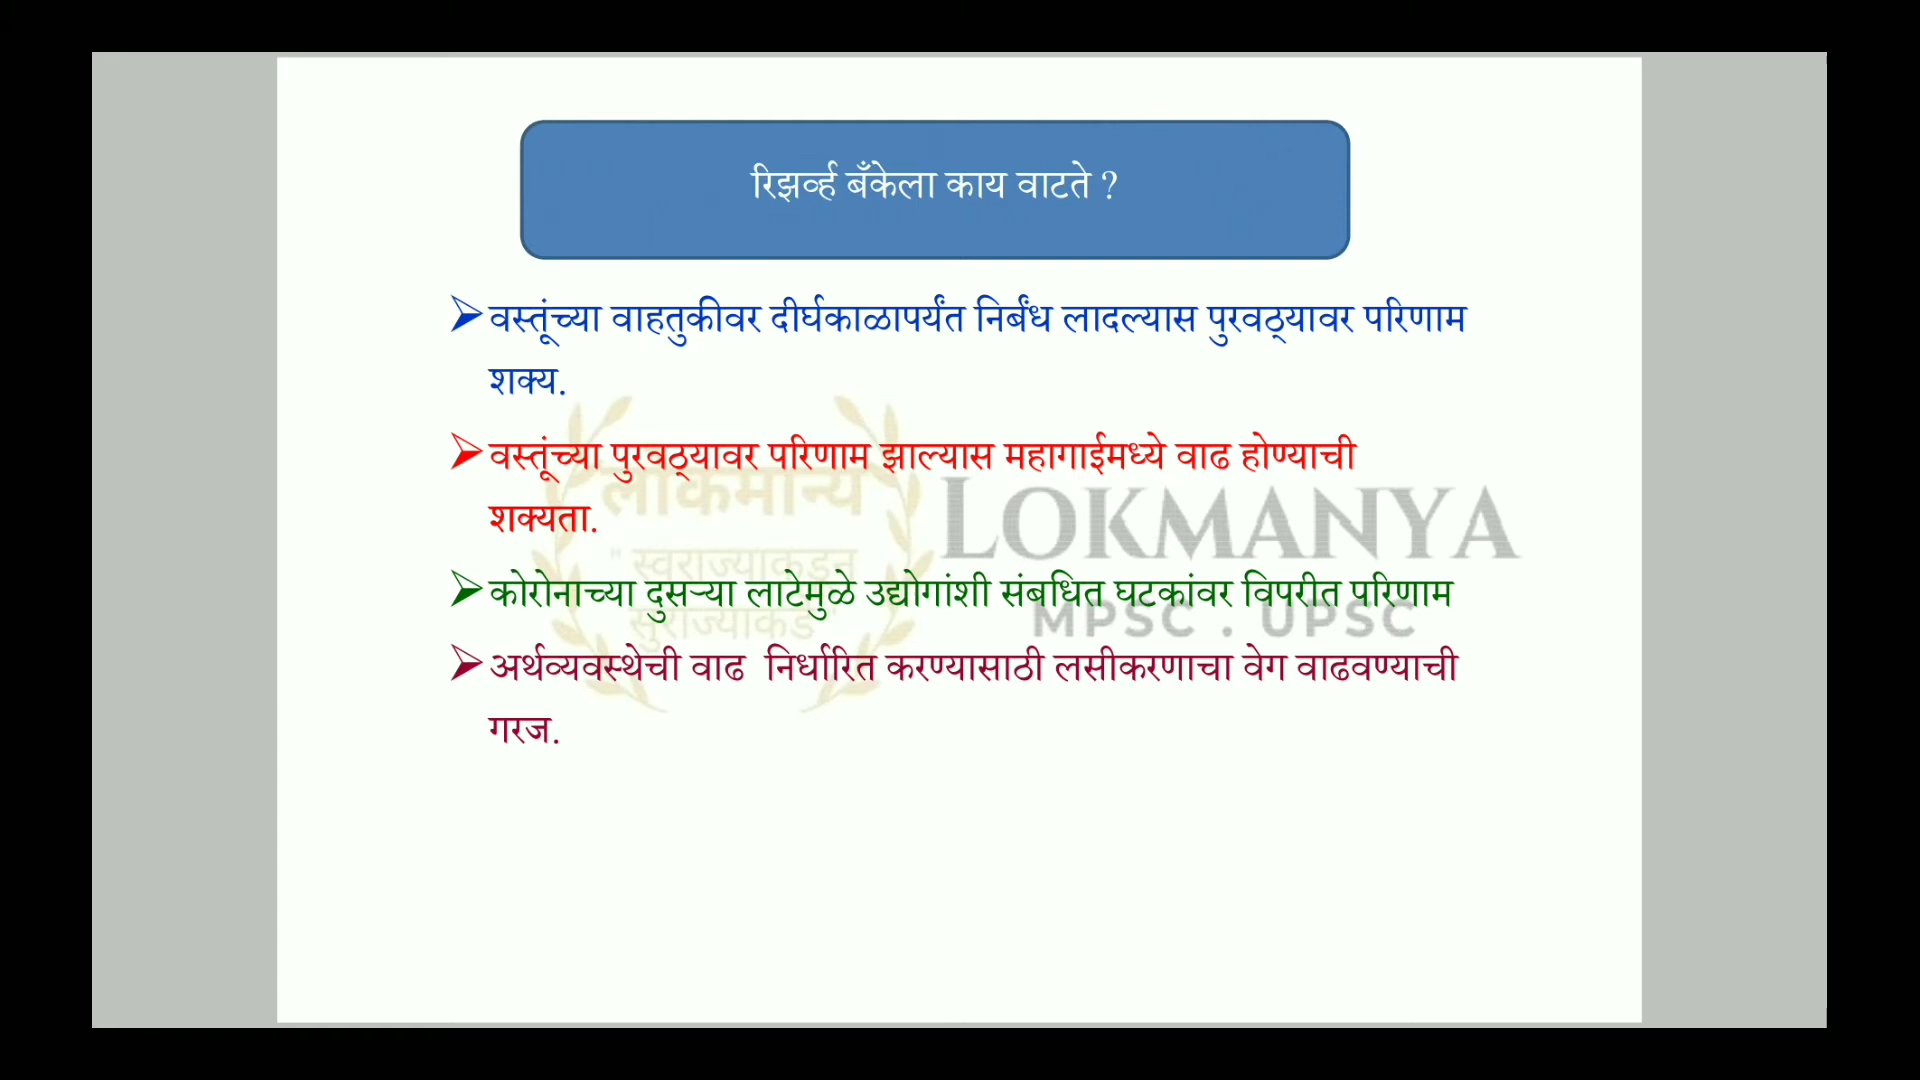 रिझर्व्ह बँकेला काय वाटते ?
वस्तूंच्या वाहतुकीवर दीर्घकाळापर्यंत निर्बंध लादल्यास पुरवठ्यावर परिणाम
शक्य.
वस्तूंच्या पुरवठ्यावर परिणाम झाल्यास महागाईमध्ये वाढ होण्याची
शक्यता.
लोकमान्य
LOKMANYA
" स्वराज्याकडून
कोरोनाच्या दुसऱ्या लाटेमुळे उद्योगांशी संबधित घटकांवर विपरीत परिणाम
सुराज्याकडे "
MPSC . UPSC
अर्थव्यवस्थेची वाढ  निर्धारित करण्यासाठी लसीकरणाचा वेग वाढवण्याची
गरज.